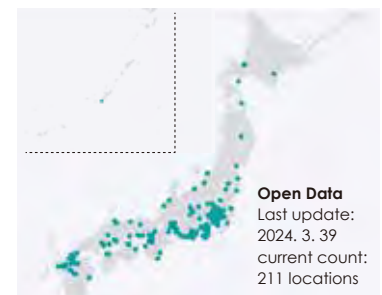 Open Data
Last update:
2024. 3. 39
current count:
211 locations